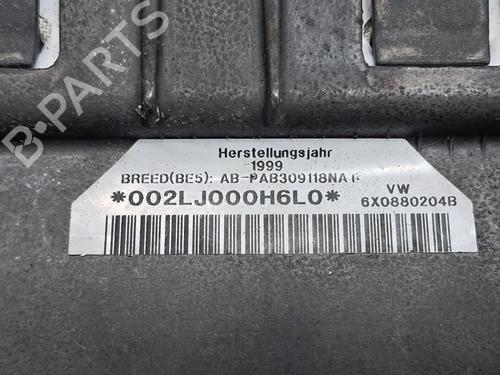 B-PARTS
Herstellungsjahr
1999
BREED(BE5): AB-PAB309118NA
*002LJ000H6L0*
VW
6X0880204B